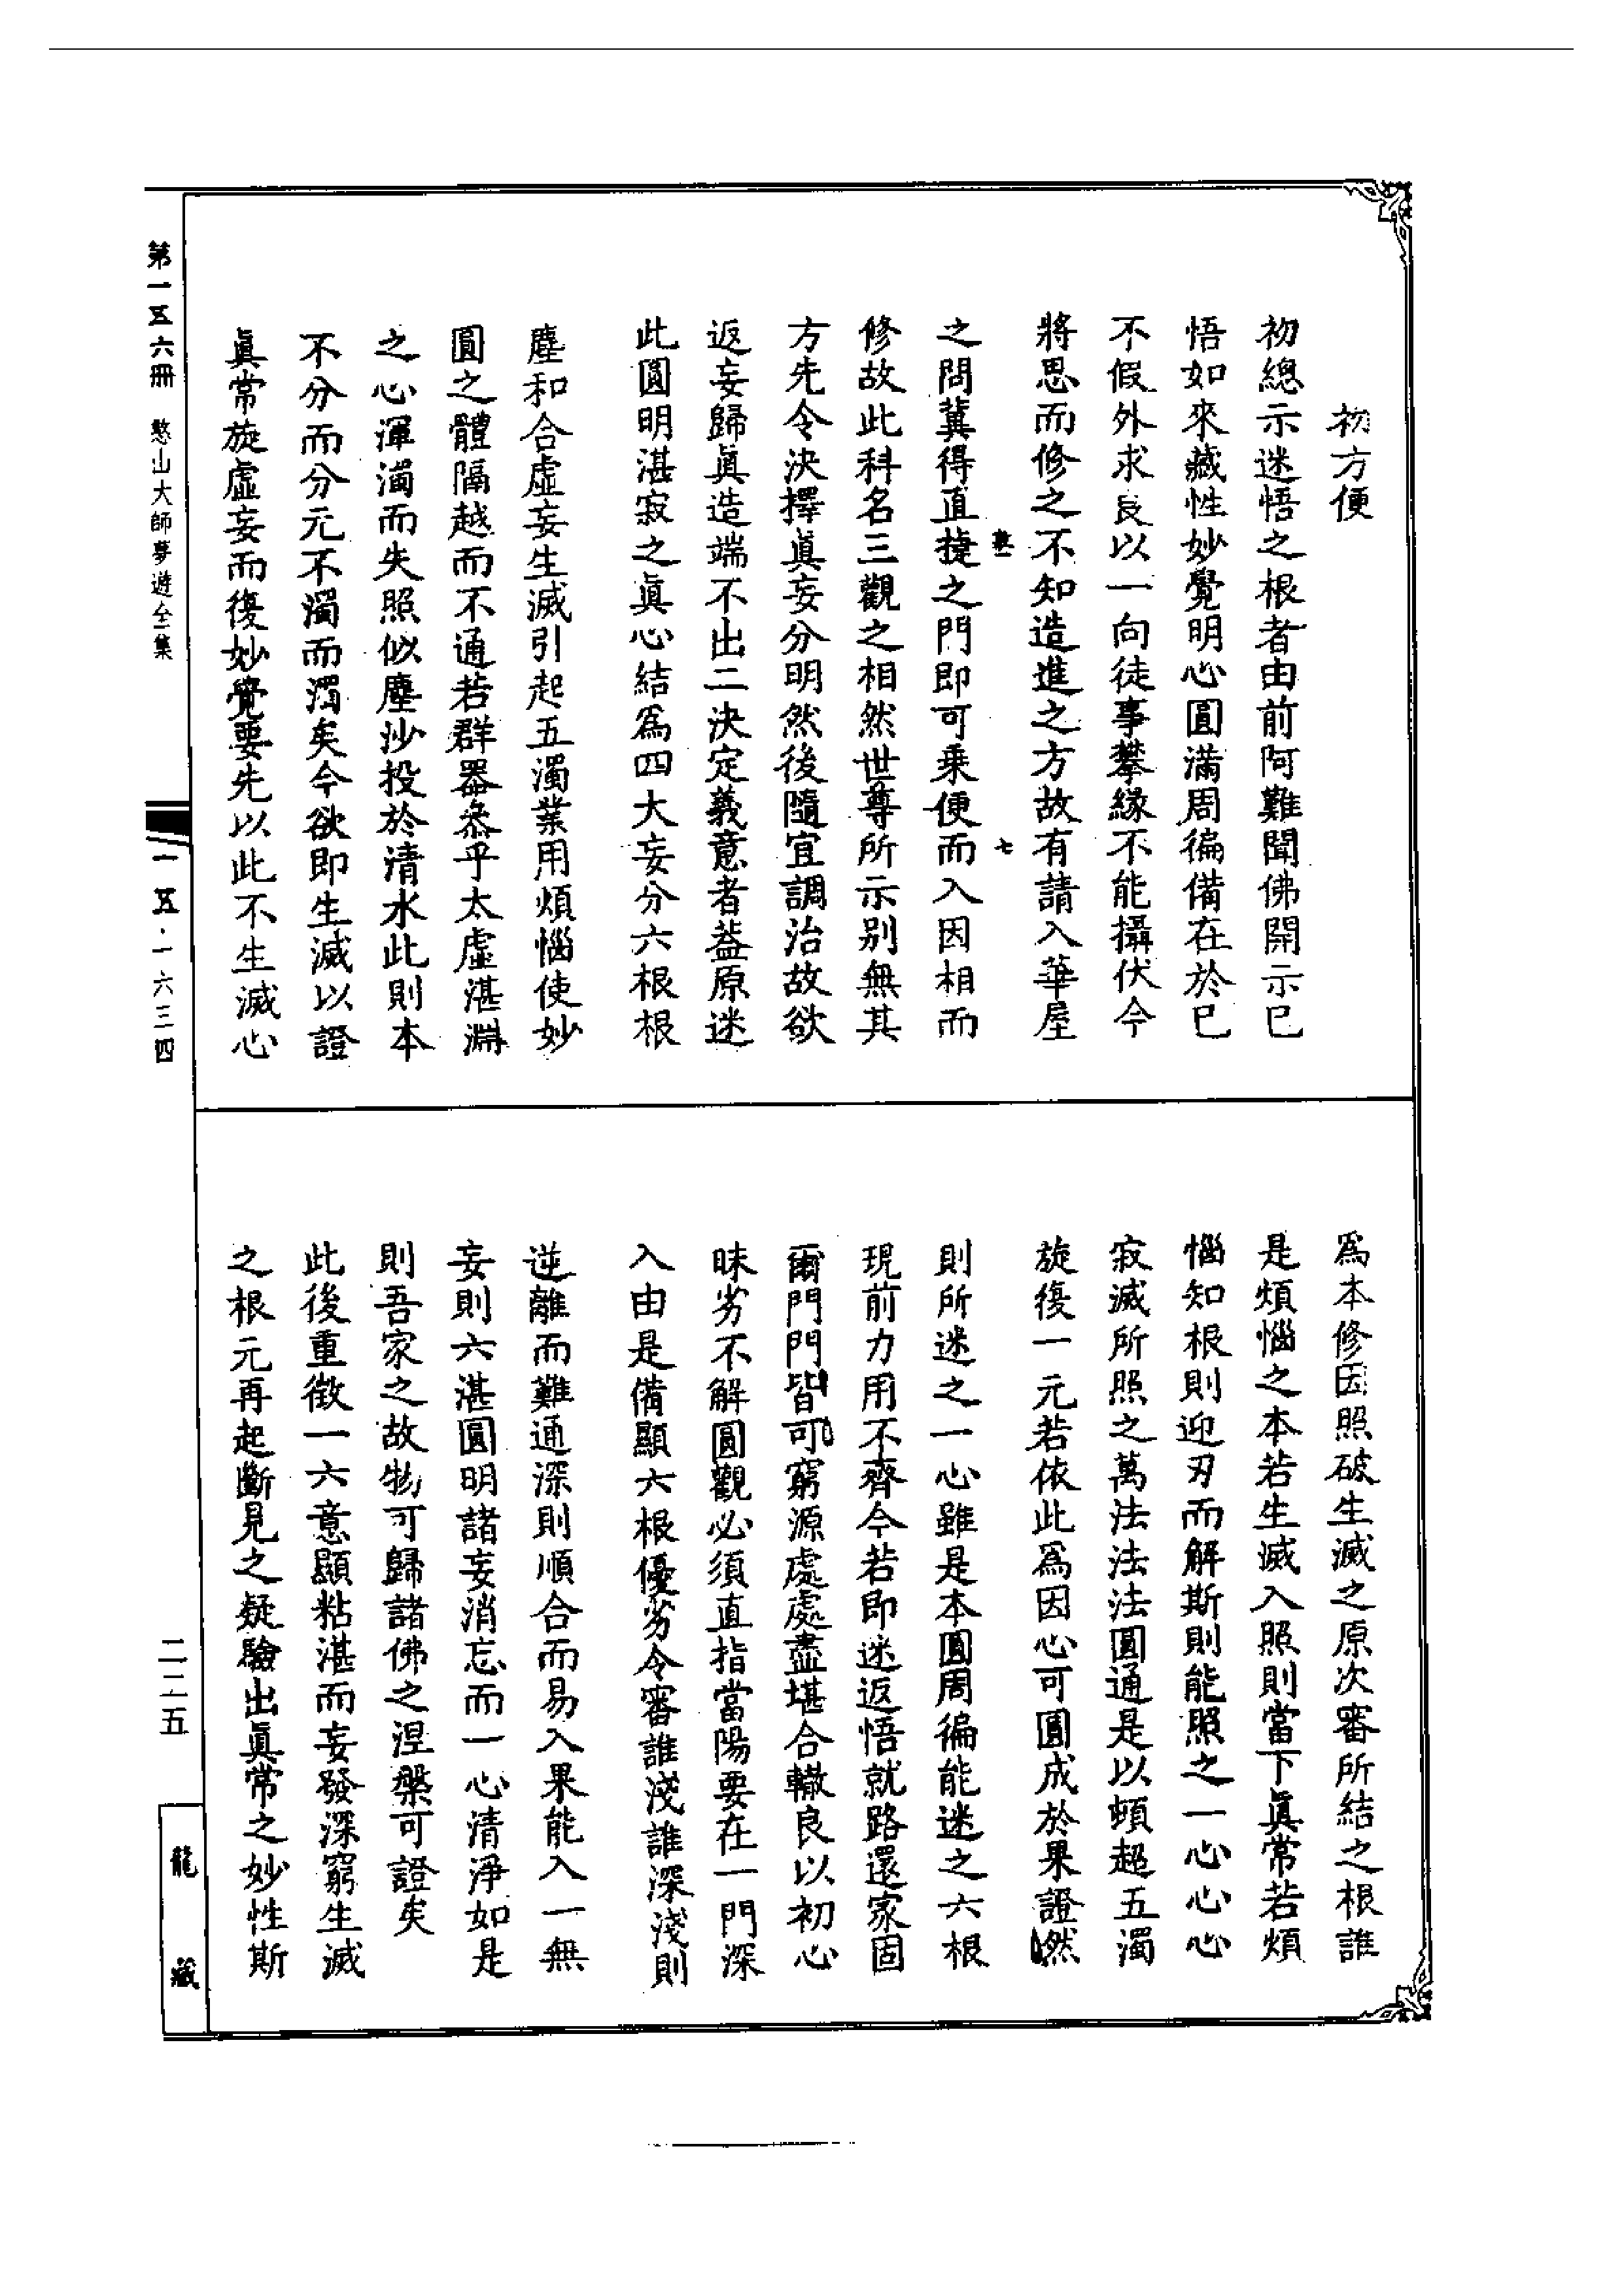 初方便
初總示迷悟之根者由前阿難聞佛開示已
悟如來藏性妙覺明心圓滿周徧備在於已
不假外求良以一向徒事攀緣不能攝伏今
將思而修之不知造進之方故有請入華屋
之問冀得直捷之門即可乗便而入因相而
修故此科名三觀之相然世尊所示别無其
方先令決擇眞妄分明然後隨宜調治故欲
返妄歸眞造端不出二決定義意者葢原迷
此圓明湛寂之眞心結爲四大妄分六根根
塵和合虛妄生滅引起五濁業用煩惱使妙
圓之體隔越而不通若群器叅乎太虛湛淵
之心渾濁而失照似塵沙投於清水此則本
不分而分元不濁而濁矣今欲即生滅以證
眞常旋虛妄而復妙覺要先以此不生滅心
爲本修因照破生滅之原次審所結之根誰
是煩惱之本若生滅入照則當下眞常若煩
惱知根則迎刃而解斯則能照之一心心心
寂滅所照之萬法法法圓通是以頓超五濁
旋復一元若依此爲因心可圓成於果證然
則所迷之一心雖是本圓周徧能迷之六根
現前力用不齊今若即迷返悟就路還家固
爾門門皆可窮源處處盡堪合轍良以初心
昧劣不解圓觀必須直指當陽要在一門深
入由是備顯六根優劣令審誰淺誰深淺則
逆離而難通深則順合而易入果能入一無
妄則六湛圓明諸妄消忘而一心清淨如是
則吾家之故物可歸諸佛之涅槃可證矣
此後重徵一六意顯粘湛而妄發深窮生滅
之根元再起斷見之疑驗出眞常之妙性斯
第一五六冊 憨山大師夢遊全集
一五·一六三四
二二五
龍藏